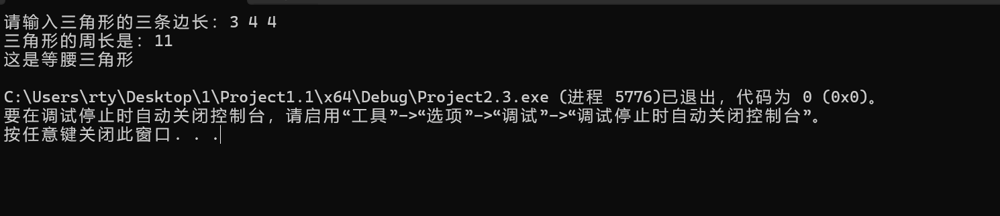 请输入三角形的三条边长：3 4 4
三角形的周长是：11
这是等腰三角形
C:\Users\rty\Desktop\1\Project1.1\x64\Debug\Project2.3.exe (进程 5776)已退出，代码为 0 (0x0)。
要在调试停止时自动关闭控制台，请启用“工具”->“选项”->“调试”->“调试停止时自动关闭控制台”。
按任意键关闭此窗口. . .